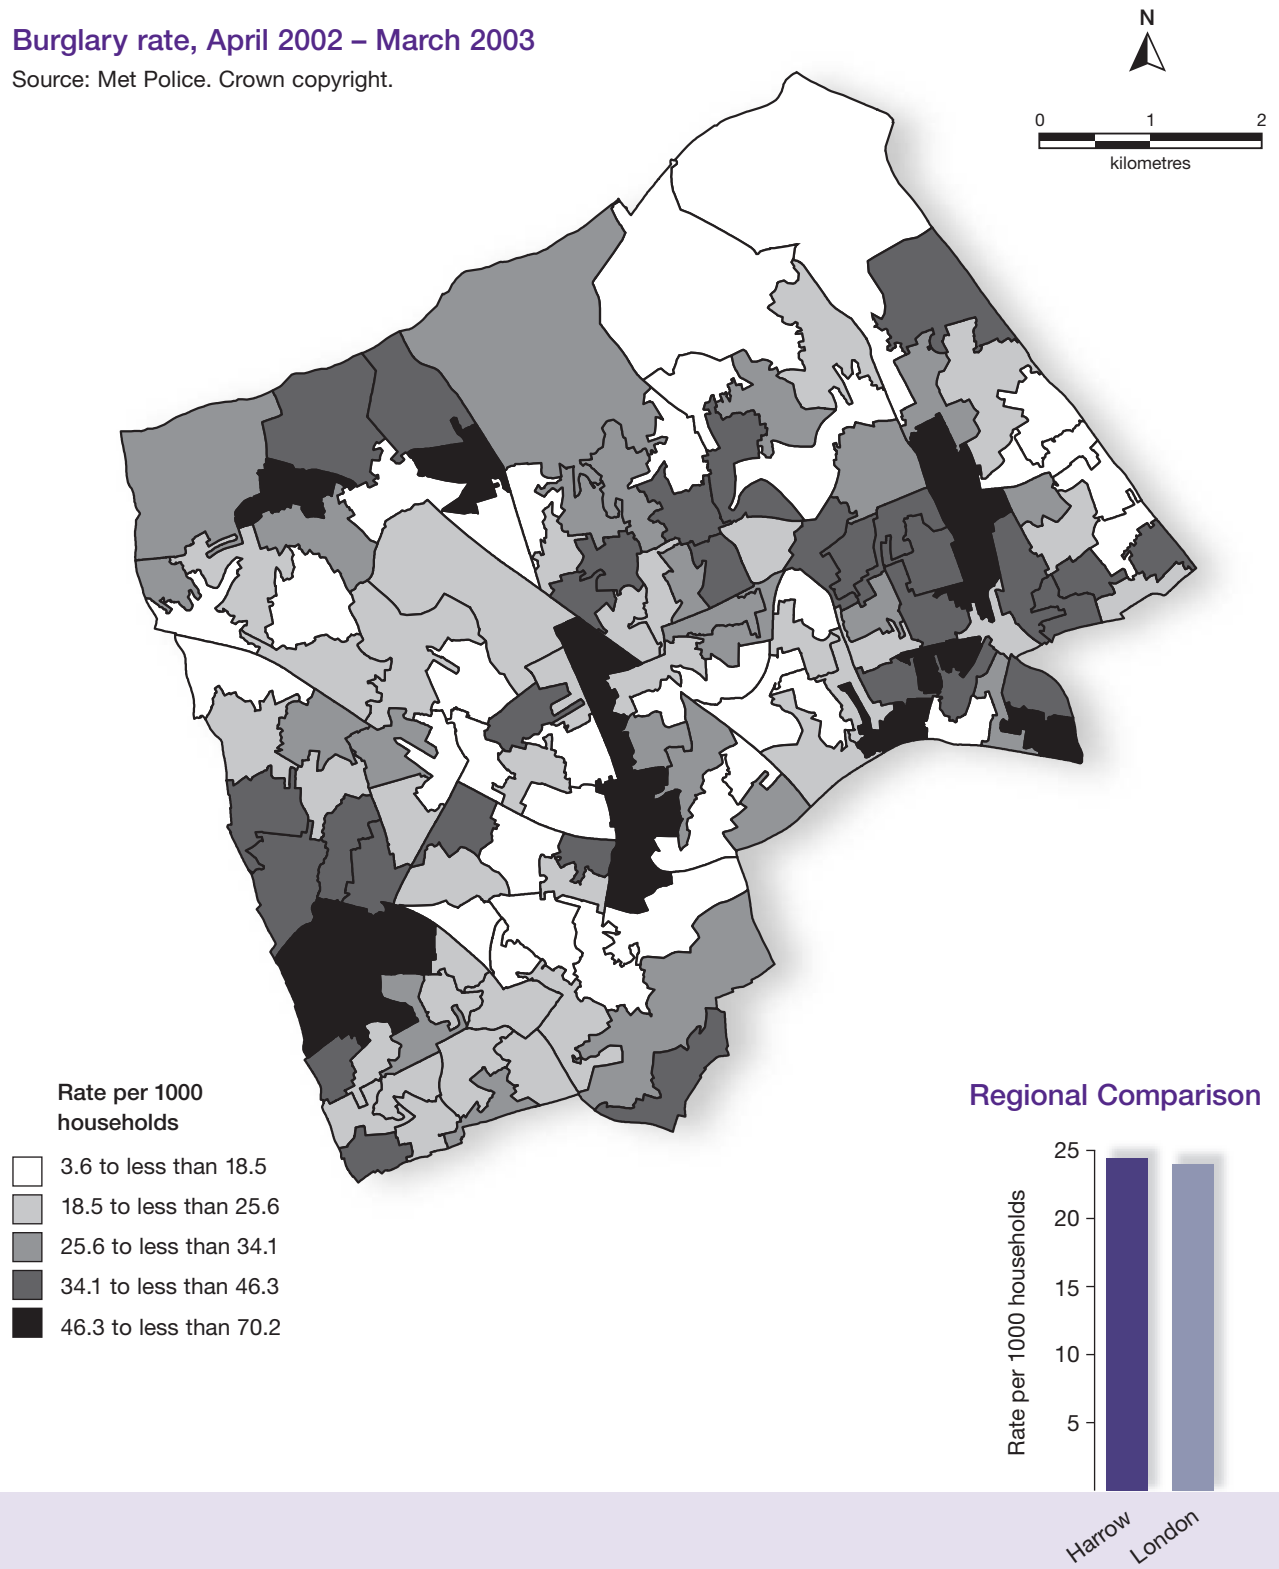 Burglary rate, April 2002 – March 2003
Source: Met Police. Crown copyright.
N
0 1 2
kilometres
Rate per 1000
households
3.6 to less than 18.5
18.5 to less than 25.6
25.6 to less than 34.1
34.1 to less than 46.3
46.3 to less than 70.2
Regional Comparison
Rate per 1000 households
25
20
15
10
5
Harrow
London